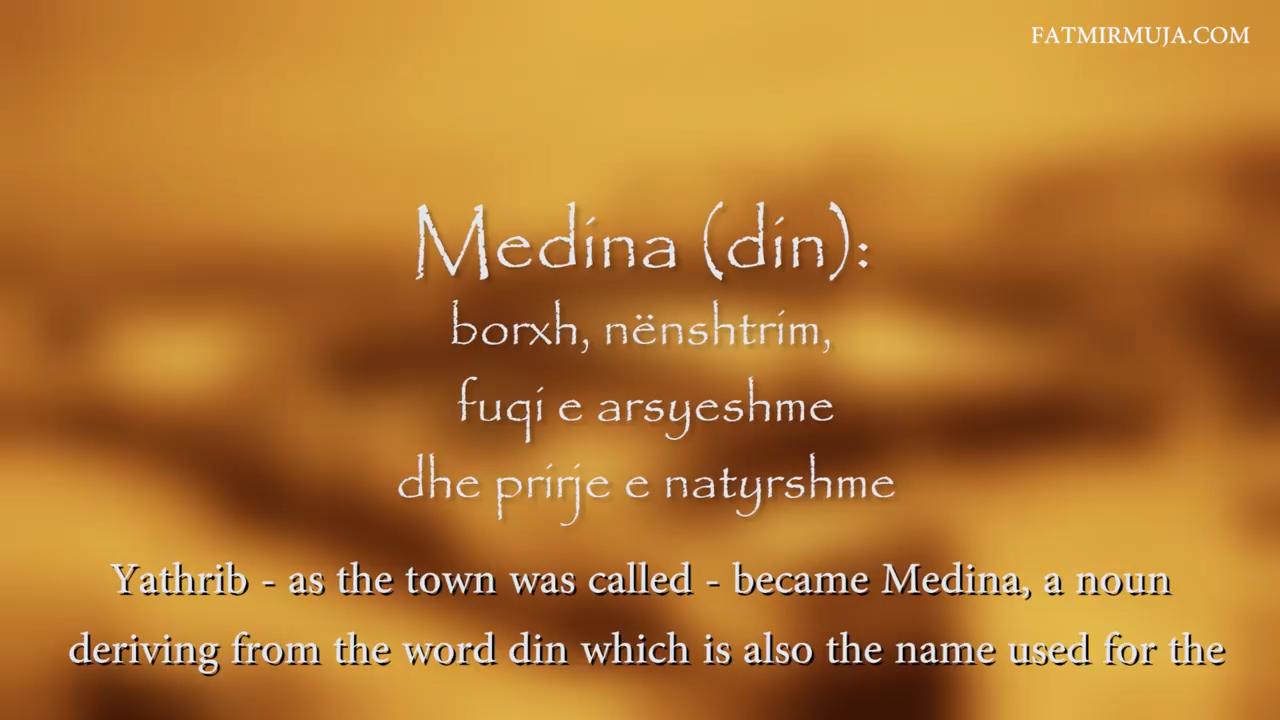 FATMIRMUJA.COM
Medina (din):
borxh, nënshtrim,
fuqi e arsyeshme
dhe prirje e natyrshme
Yathrib - as the town was called - became Medina, a noun
deriving from the word din which is also the name used for the